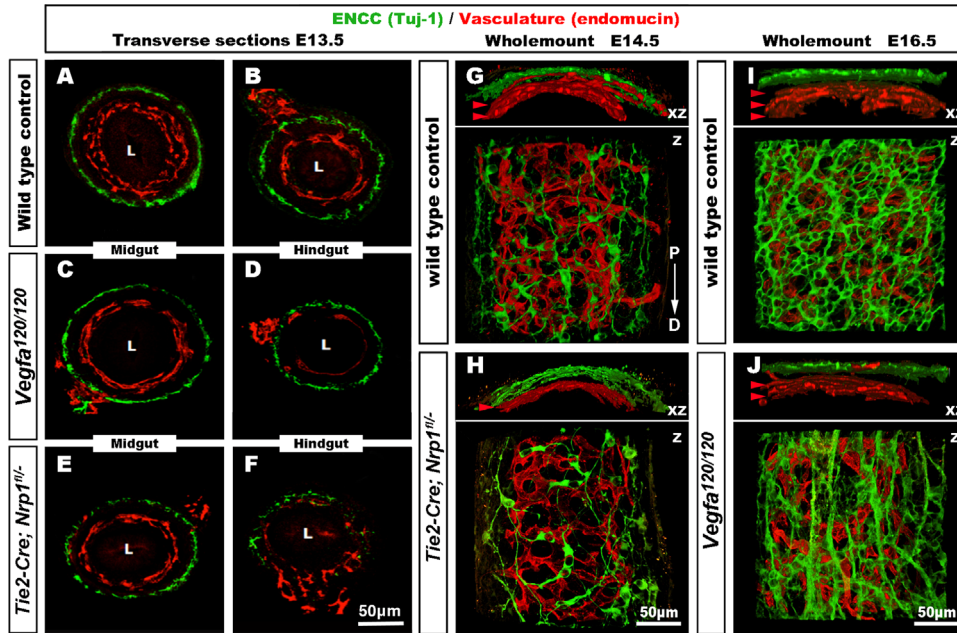 ENCC (Tuj-1) / Vasculature (endomucin)
Transverse sections E13.5
Wholemount E14.5
Wholemount E16.5
Wild type control
A
L
B
L
Midgut
Hindgut
Vegfa120/120
C
L
D
L
Midgut
Hindgut
Tie2-Cre; Nrp1fl/-
E
L
F
L
50µm
wild type control
G
xz
z
P
D
Tie2-Cre; Nrp1fl/-
H
xz
z
50µm
wild type control
I
xz
z
Vegfa120/120
J
xz
z
50µm